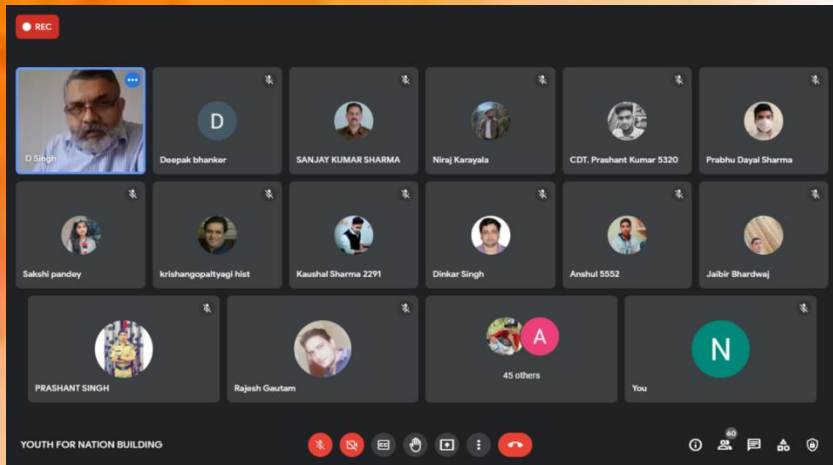 REC
D Singh
D
Deepak bhanker
SANJAY KUMAR SHARMA
Niraj Karayala
CDT. Prashant Kumar 5320
Prabhu Dayal Sharma
Sakshi pandey
krishangopaltyagi hist
Kaushal Sharma 2291
Dinkar Singh
Anshul 5552
Jaibir Bhardwaj
PRASHANT SINGH
Rajesh Gautam
A
45 others
N
You
YOUTH FOR NATION BUILDING
CC
60